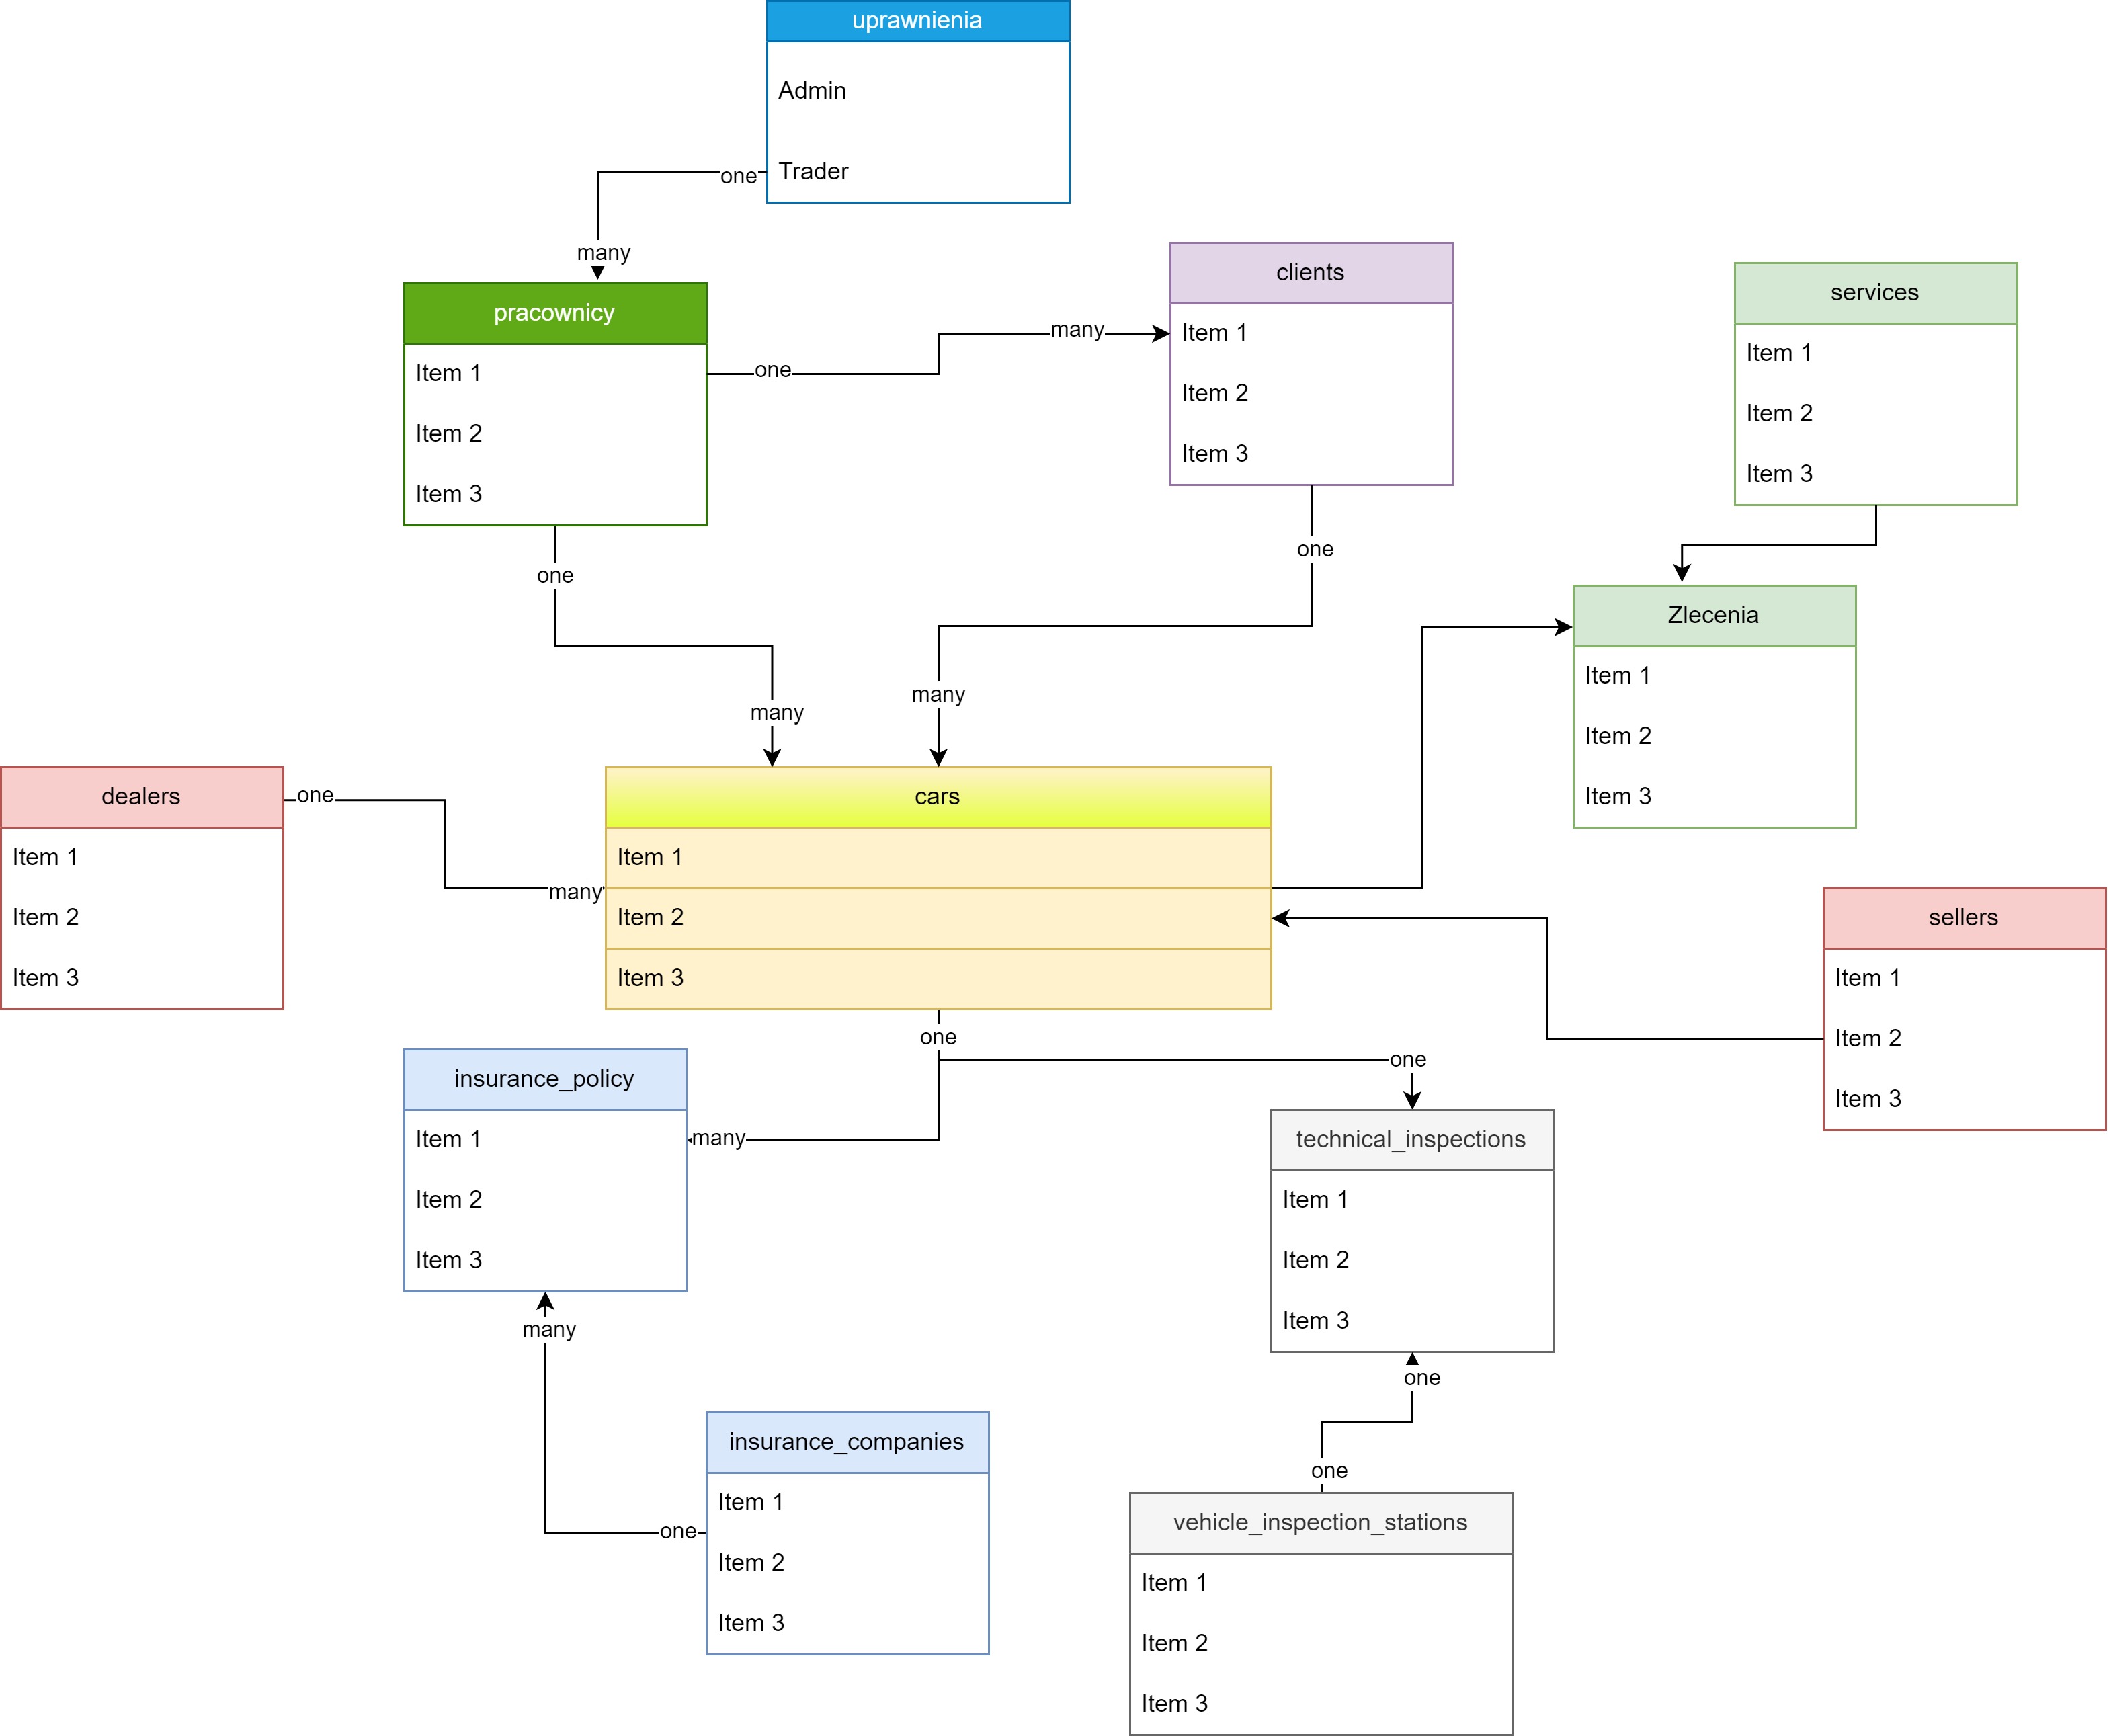 uprawnienia
Admin
Trader
one
many
pracownicy
Item 1
Item 2
Item 3
one
many
clients
Item 1
Item 2
Item 3
services
Item 1
Item 2
Item 3
one
many
one
many
Zlecenia
Item 1
Item 2
Item 3
dealers
Item 1
Item 2
Item 3
one
many
cars
Item 1
Item 2
Item 3
sellers
Item 1
Item 2
Item 3
one
one
many
insurance_policy
Item 1
Item 2
Item 3
technical_inspections
Item 1
Item 2
Item 3
many
one
insurance_companies
Item 1
Item 2
Item 3
one
one
vehicle_inspection_stations
Item 1
Item 2
Item 3